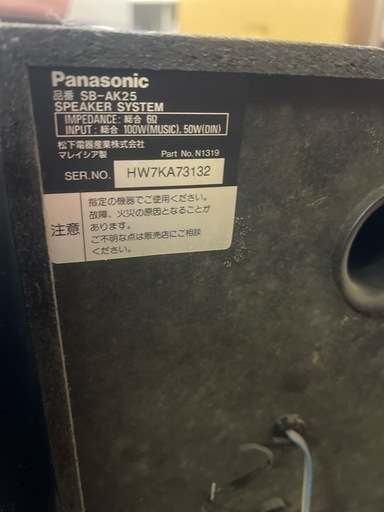 Panasonic
品番 SB-AK25
SPEAKER SYSTEM
IMPEDANCE: 総合 6Ω
INPUT: 総合 100W(MUSIC), 50W(DIN)
松下電器産業株式会社
マレイシア製 Part No. N1319
SER.NO. HW7KA73132
注意
指定の機器でご使用ください。
故障、火災の原因となることが
あります。
ご不明な点は販売店にご相談
ください。